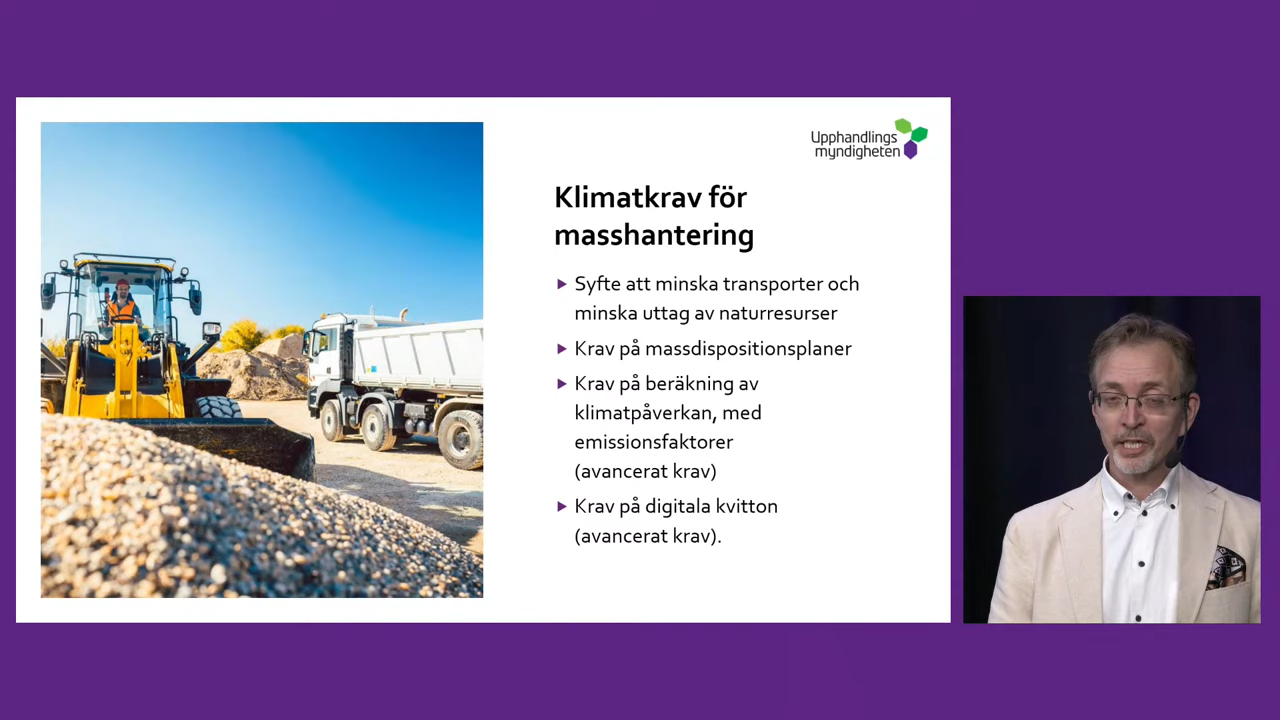 Upphandlings
myndigheten
Klimatkrav för
masshantering
Syfte att minska transporter och
minska uttag av naturresurser
Krav på massdispositionsplaner
Krav på beräkning av
klimatpåverkan, med
emissionsfaktorer
(avancerat krav)
Krav på digitala kvitton
(avancerat krav).